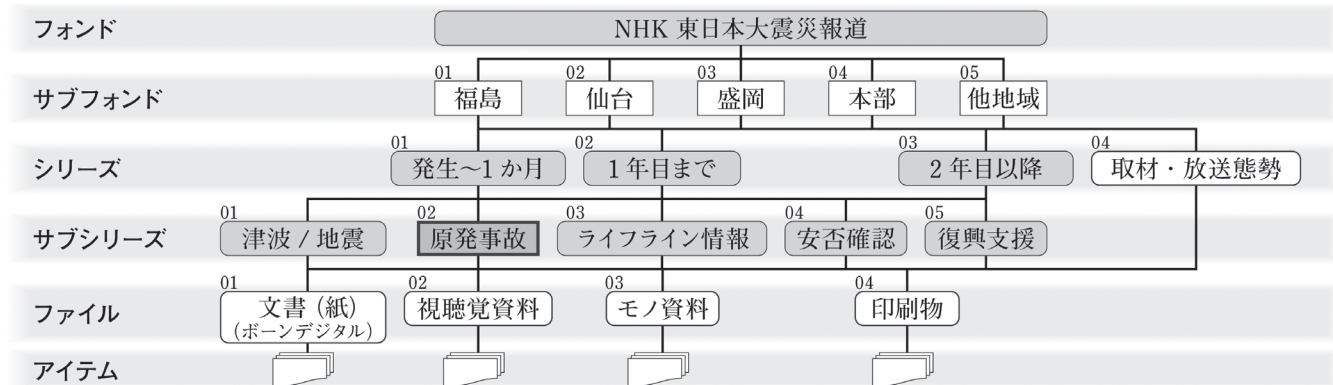 フォンド
NHK 東日本大震災報道
サブフォンド
01 02 03 04 05
福島 仙台 盛岡 本部 他地域
シリーズ
01 02 03 04
発生～1か月 1年目まで 2年目以降 取材・放送態勢
サブシリーズ
01 02 03 04 05
津波 / 地震 原発事故 ライフライン情報 安否確認 復興支援
ファイル
01 02 03 04
文書（紙） 視聴覚資料 モノ資料 印刷物
（ボーンデジタル）
アイテム